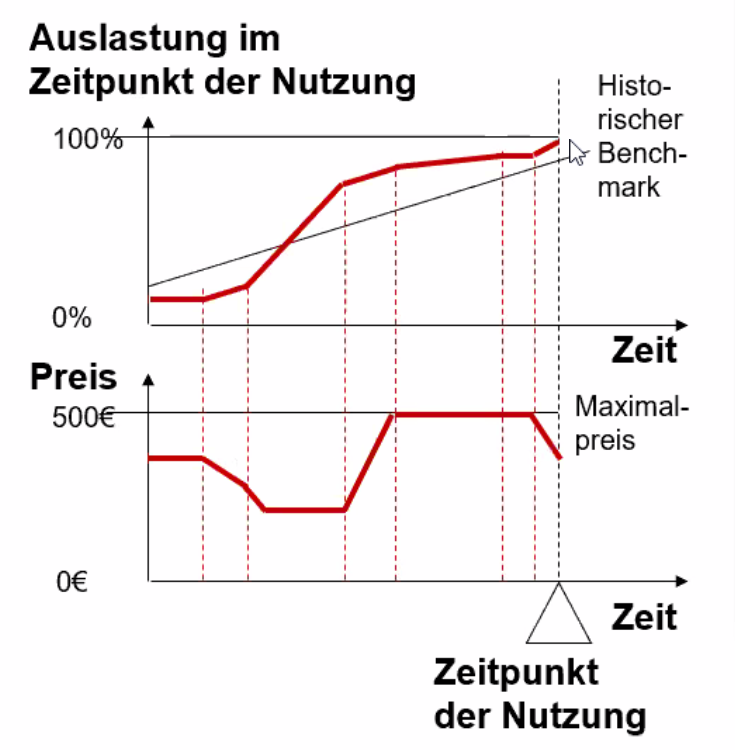 Auslastung im
Zeitpunkt der Nutzung
Histo-
rischer
Bench-
mark
100%
0%
Zeit
Preis
500€
Maximal-
preis
0€
Zeit
Zeitpunkt
der Nutzung